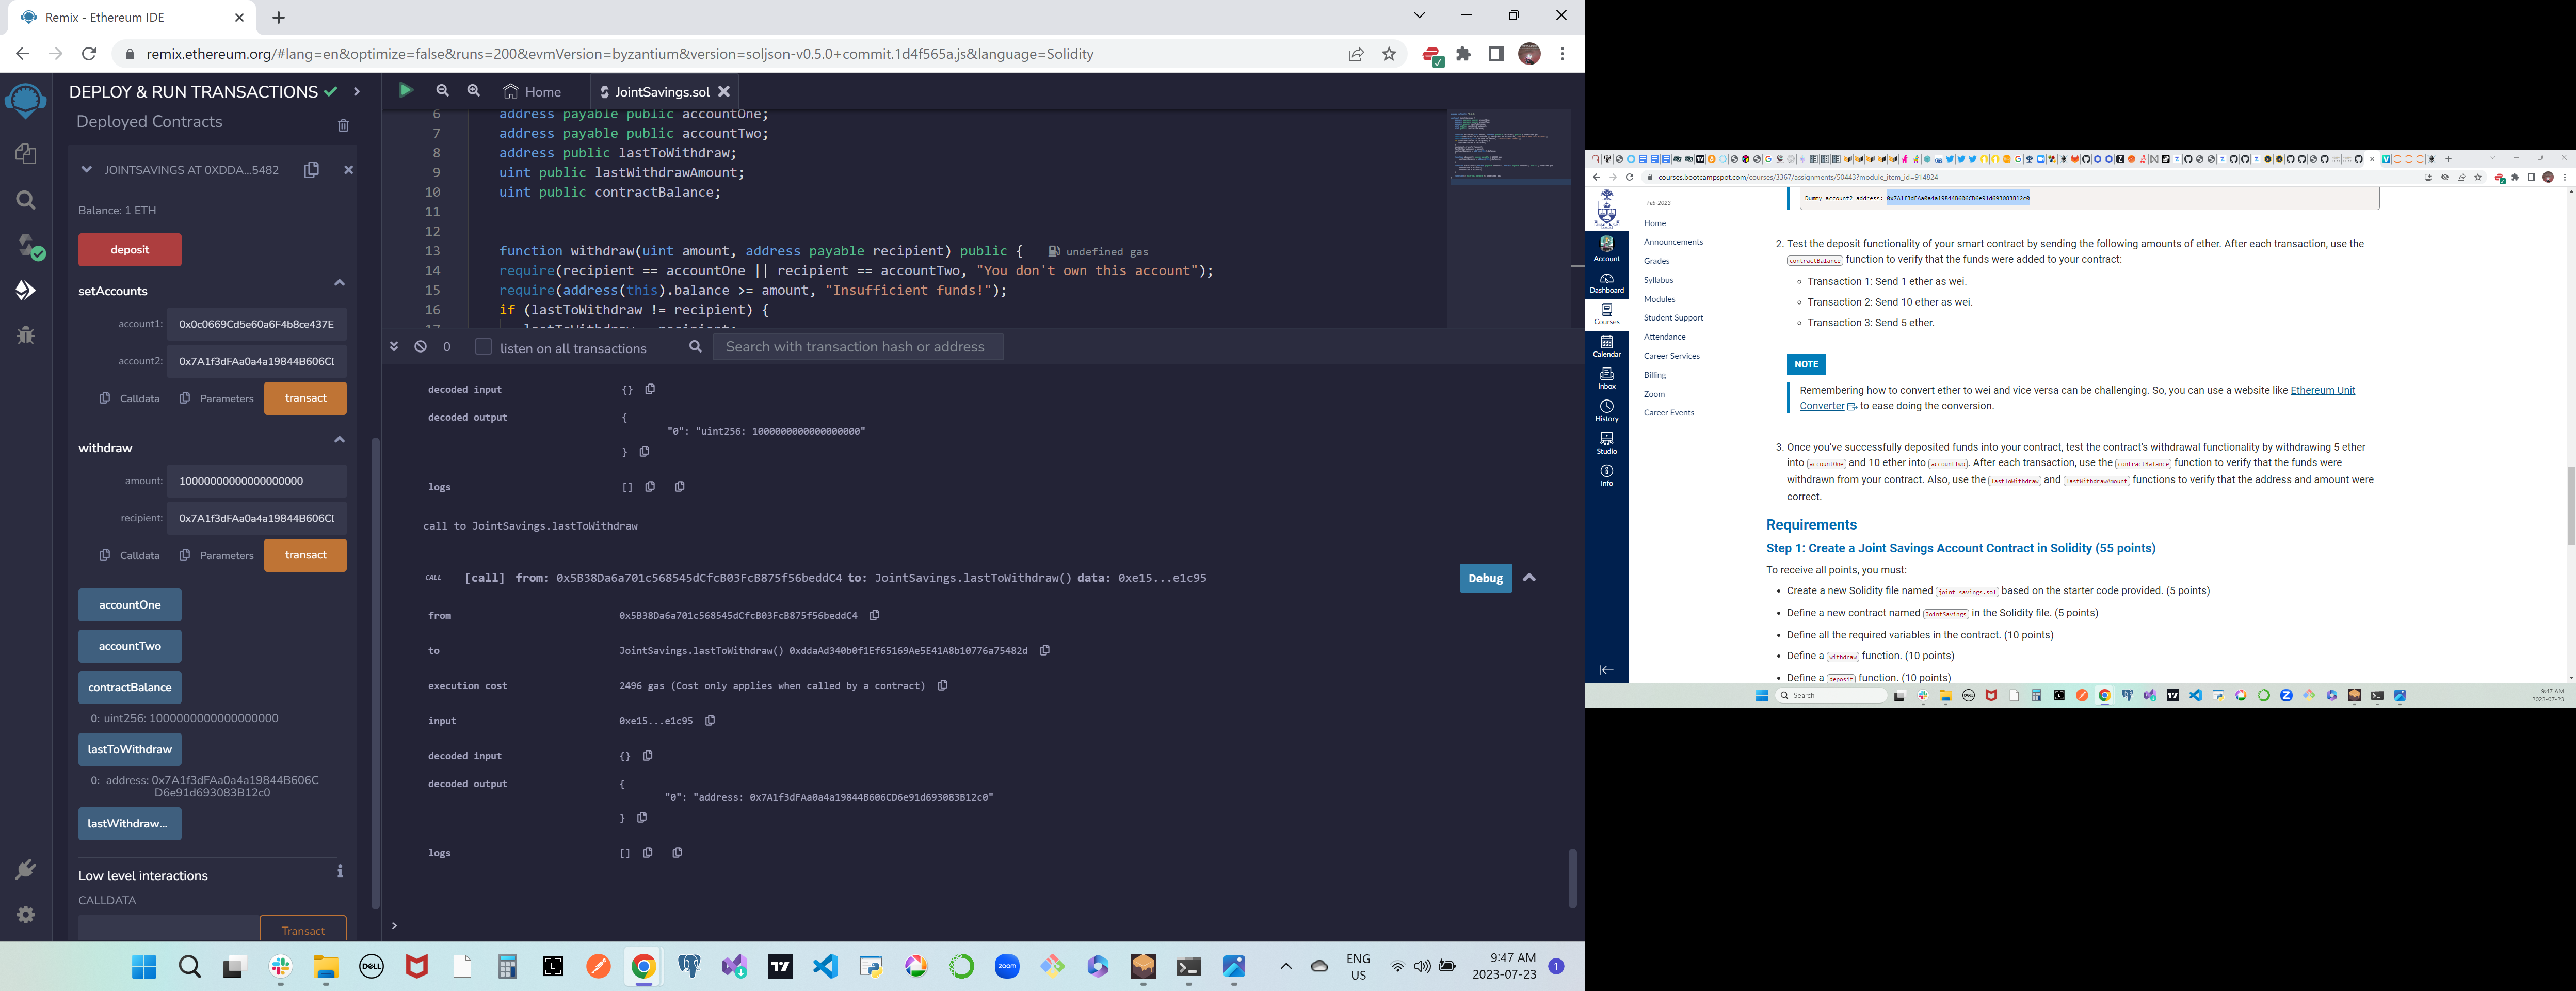 Remix - Ethereum IDE
remix.ethereum.org/#lang=en&optimize=false&runs=200&evmVersion=byzantium&version=soljson-v0.5.0+commit.1d4f565a.js&language=Solidity
DEPLOY & RUN TRANSACTIONS
Deployed Contracts
JOINTSAVINGS AT 0XDDA...5482
Balance: 1 ETH
deposit
setAccounts
account1: 0x0c0669Cd5e60a6F4b8ce437E
account2: 0x7A1f3dFAa0a4a19844B606CI
Calldata Parameters transact
withdraw
amount: 10000000000000000000
recipient: 0x7A1f3dFAa0a4a19844B606CI
Calldata Parameters transact
accountOne
accountTwo
contractBalance
0: uint256: 1000000000000000000
lastToWithdraw
0: address: 0x7A1f3dFAa0a4a19844B606C
D6e91d693083B12c0
lastWithdraw...
Low level interactions
CALLDATA
Transact
Home
JointSavings.sol
6 address payable public accountOne;
7 address payable public accountTwo;
8 address public lastToWithdraw;
9 uint public lastWithdrawAmount;
10 uint public contractBalance;
11
12
13 function withdraw(uint amount, address payable recipient) public { undefined gas
14 require(recipient == accountOne || recipient == accountTwo, "You don't own this account");
15 require(address(this).balance >= amount, "Insufficient funds!");
16 if (lastToWithdraw != recipient) {
0 listen on all transactions Search with transaction hash or address
decoded input {}
decoded output {
"0": "uint256: 1000000000000000000"
}
logs []
call to JointSavings.lastToWithdraw
CALL [call] from: 0x5B38Da6a701c568545dCfcB03FcB875f56beddC4 to: JointSavings.lastToWithdraw() data: 0xe15...e1c95 Debug
from 0x5B38Da6a701c568545dCfcB03FcB875f56beddC4
to JointSavings.lastToWithdraw() 0xddaAd340b0f1Ef65169Ae5E41A8b10776a75482d
execution cost 2496 gas (Cost only applies when called by a contract)
input 0xe15...e1c95
decoded input {}
decoded output {
"0": "address: 0x7A1f3dFAa0a4a19844B606CD6e91d693083B12c0"
}
logs []
>
zoom
ENG
US
9:47 AM
2023-07-23
1
courses.bootcampspot.com/courses/3367/assignments/50443?module_item_id=914824
Account
Dashboard
Courses
Calendar
Inbox
History
Studio
Info
Feb-2023
Home
Announcements
Grades
Syllabus
Modules
Student Support
Attendance
Career Services
Billing
Zoom
Career Events
Dummy account2 address: 0x7A1f3dFAa0a4a19844B606CD6e91d693083B12c0
2. Test the deposit functionality of your smart contract by sending the following amounts of ether. After each transaction, use the
contractBalance function to verify that the funds were added to your contract:
Transaction 1: Send 1 ether as wei.
Transaction 2: Send 10 ether as wei.
Transaction 3: Send 5 ether.
NOTE
Remembering how to convert ether to wei and vice versa can be challenging. So, you can use a website like Ethereum Unit
Converter to ease doing the conversion.
3. Once you've successfully deposited funds into your contract, test the contract's withdrawal functionality by withdrawing 5 ether
into accountOne and 10 ether into accountTwo. After each transaction, use the contractBalance function to verify that the funds were
withdrawn from your contract. Also, use the lastToWithdraw and lastWithdrawAmount functions to verify that the address and amount were
correct.
Requirements
Step 1: Create a Joint Savings Account Contract in Solidity (55 points)
To receive all points, you must:
Create a new Solidity file named joint_savings.sol based on the starter code provided. (5 points)
Define a new contract named JointSavings in the Solidity file. (5 points)
Define all the required variables in the contract. (10 points)
Define a withdraw function. (10 points)
Define a deposit function. (10 points)
Search
9:47 AM
2023-07-23